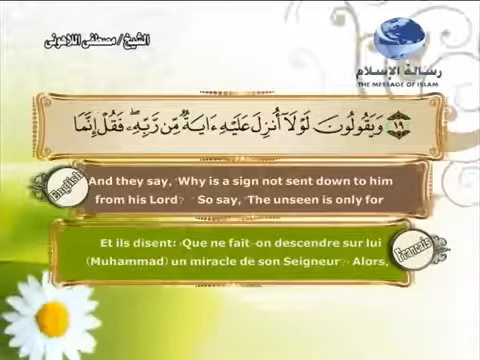 الشيخ / مصطفى اللاهونى
رسالة الإسلام
THE MESSAGE OF ISLAM
١٩ وَيَقُولُونَ لَوْلَآ أُنزِلَ عَلَيْهِ ءَايَةٌ مِّن رَّبِّهِۦ ۖ فَقُلْ إِنَّمَا
English
And they say, "Why is a sign not sent down to him
from his Lord?" So say, "The unseen is only for
Français
Et ils disent: «Que ne fait-on descendre sur lui
(Muhammad) un miracle de son Seigneur?» Alors,